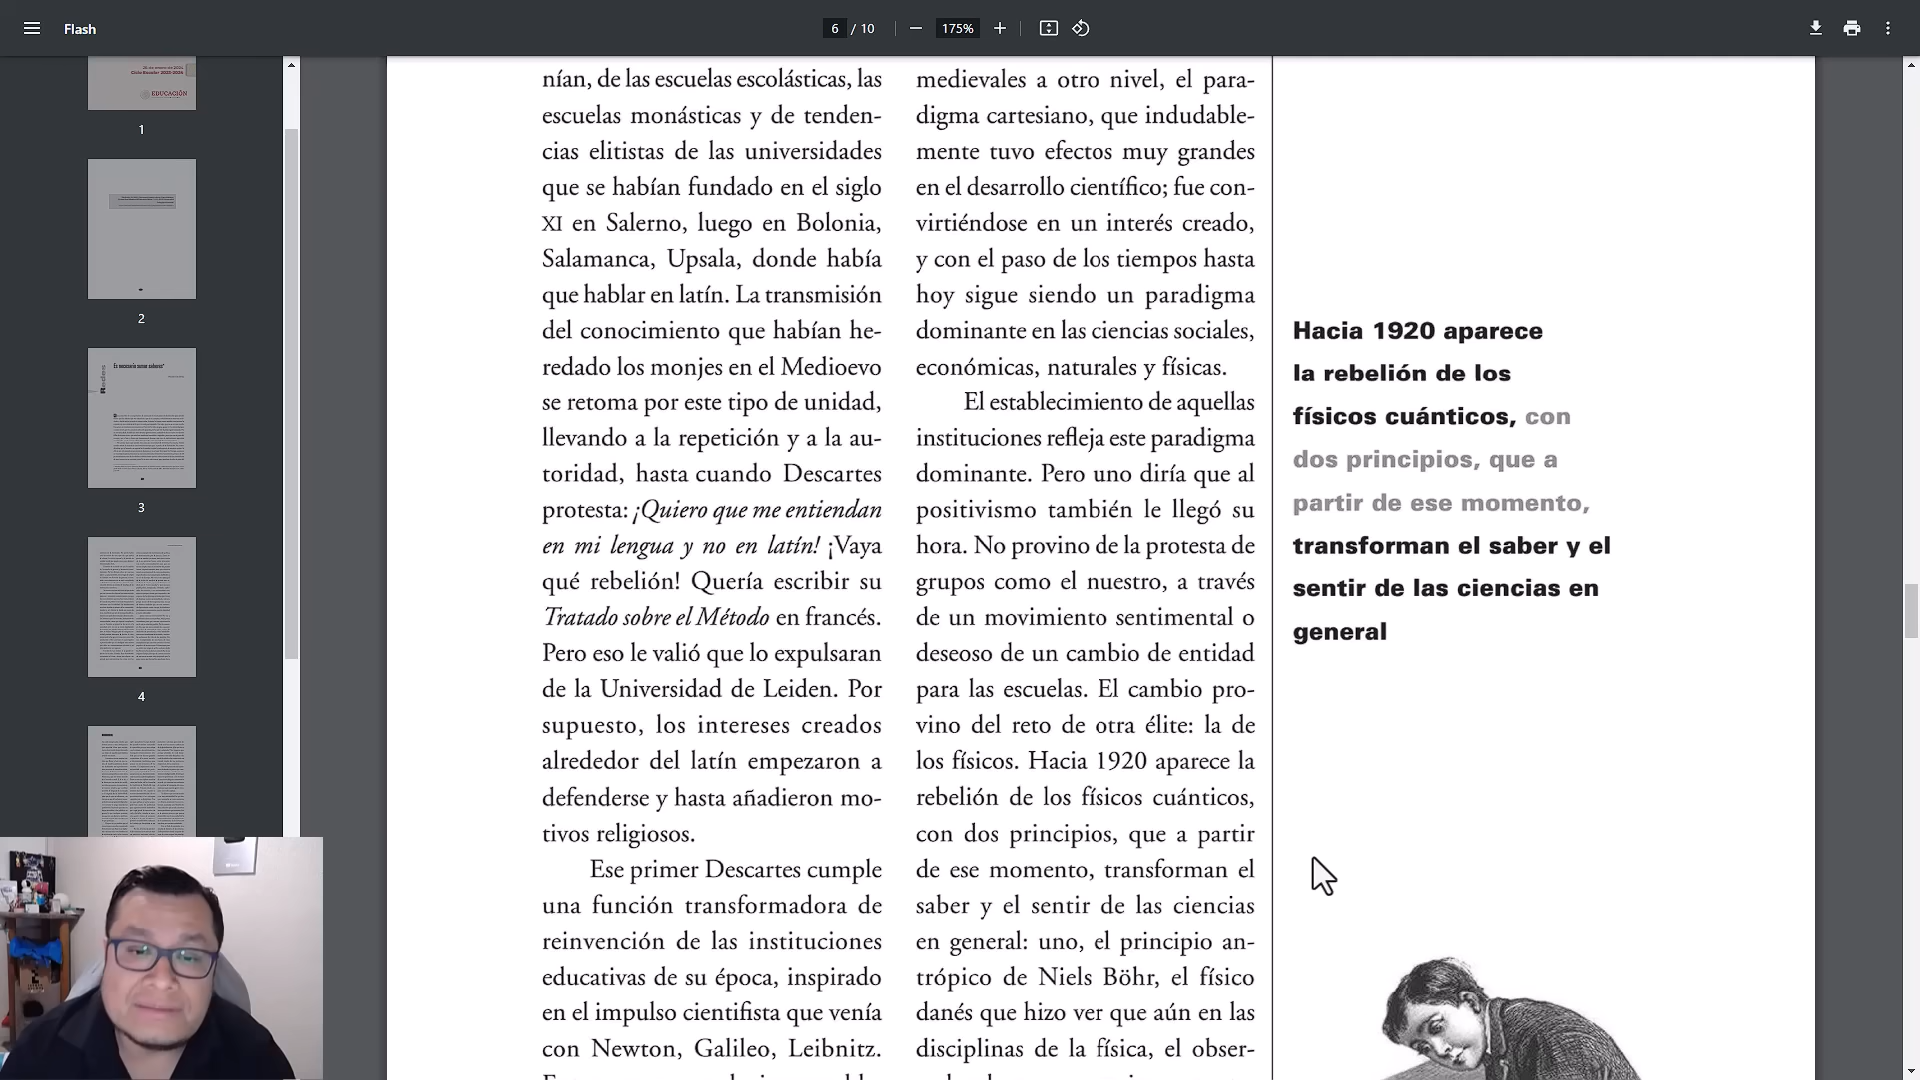 Flash
6 / 10
175%
26 de enero de 2024
Ciclo Escolar 2023-2024
EDUCACIÓN
1
2
Es necesario sumar saberes*
3
4
nían, de las escuelas escolásticas, las
escuelas monásticas y de tenden-
cias elitistas de las universidades
que se habían fundado en el siglo
XI en Salerno, luego en Bolonia,
Salamanca, Upsala, donde había
que hablar en latín. La transmisión
del conocimiento que habían he-
redado los monjes en el Medioevo
se retoma por este tipo de unidad,
llevando a la repetición y a la au-
toridad, hasta cuando Descartes
protesta: ¡Quiero que me entiendan
en mi lengua y no en latín! ¡Vaya
qué rebelión! Quería escribir su
Tratado sobre el Método en francés.
Pero eso le valió que lo expulsaran
de la Universidad de Leiden. Por
supuesto, los intereses creados
alrededor del latín empezaron a
defenderse y hasta añadieron mo-
tivos religiosos.
Ese primer Descartes cumple
una función transformadora de
reinvención de las instituciones
educativas de su época, inspirado
en el impulso cientifista que venía
con Newton, Galileo, Leibnitz.
medievales a otro nivel, el para-
digma cartesiano, que indudable-
mente tuvo efectos muy grandes
en el desarrollo científico; fue con-
virtiéndose en un interés creado,
y con el paso de los tiempos hasta
hoy sigue siendo un paradigma
dominante en las ciencias sociales,
económicas, naturales y físicas.
El establecimiento de aquellas
instituciones refleja este paradigma
dominante. Pero uno diría que al
positivismo también le llegó su
hora. No provino de la protesta de
grupos como el nuestro, a través
de un movimiento sentimental o
deseoso de un cambio de entidad
para las escuelas. El cambio pro-
vino del reto de otra élite: la de
los físicos. Hacia 1920 aparece la
rebelión de los físicos cuánticos,
con dos principios, que a partir
de ese momento, transforman el
saber y el sentir de las ciencias
en general: uno, el principio an-
trópico de Niels Böhr, el físico
danés que hizo ver que aún en las
disciplinas de la física, el obser-
Hacia 1920 aparece
la rebelión de los
físicos cuánticos, con
dos principios, que a
partir de ese momento,
transforman el saber y el
sentir de las ciencias en
general